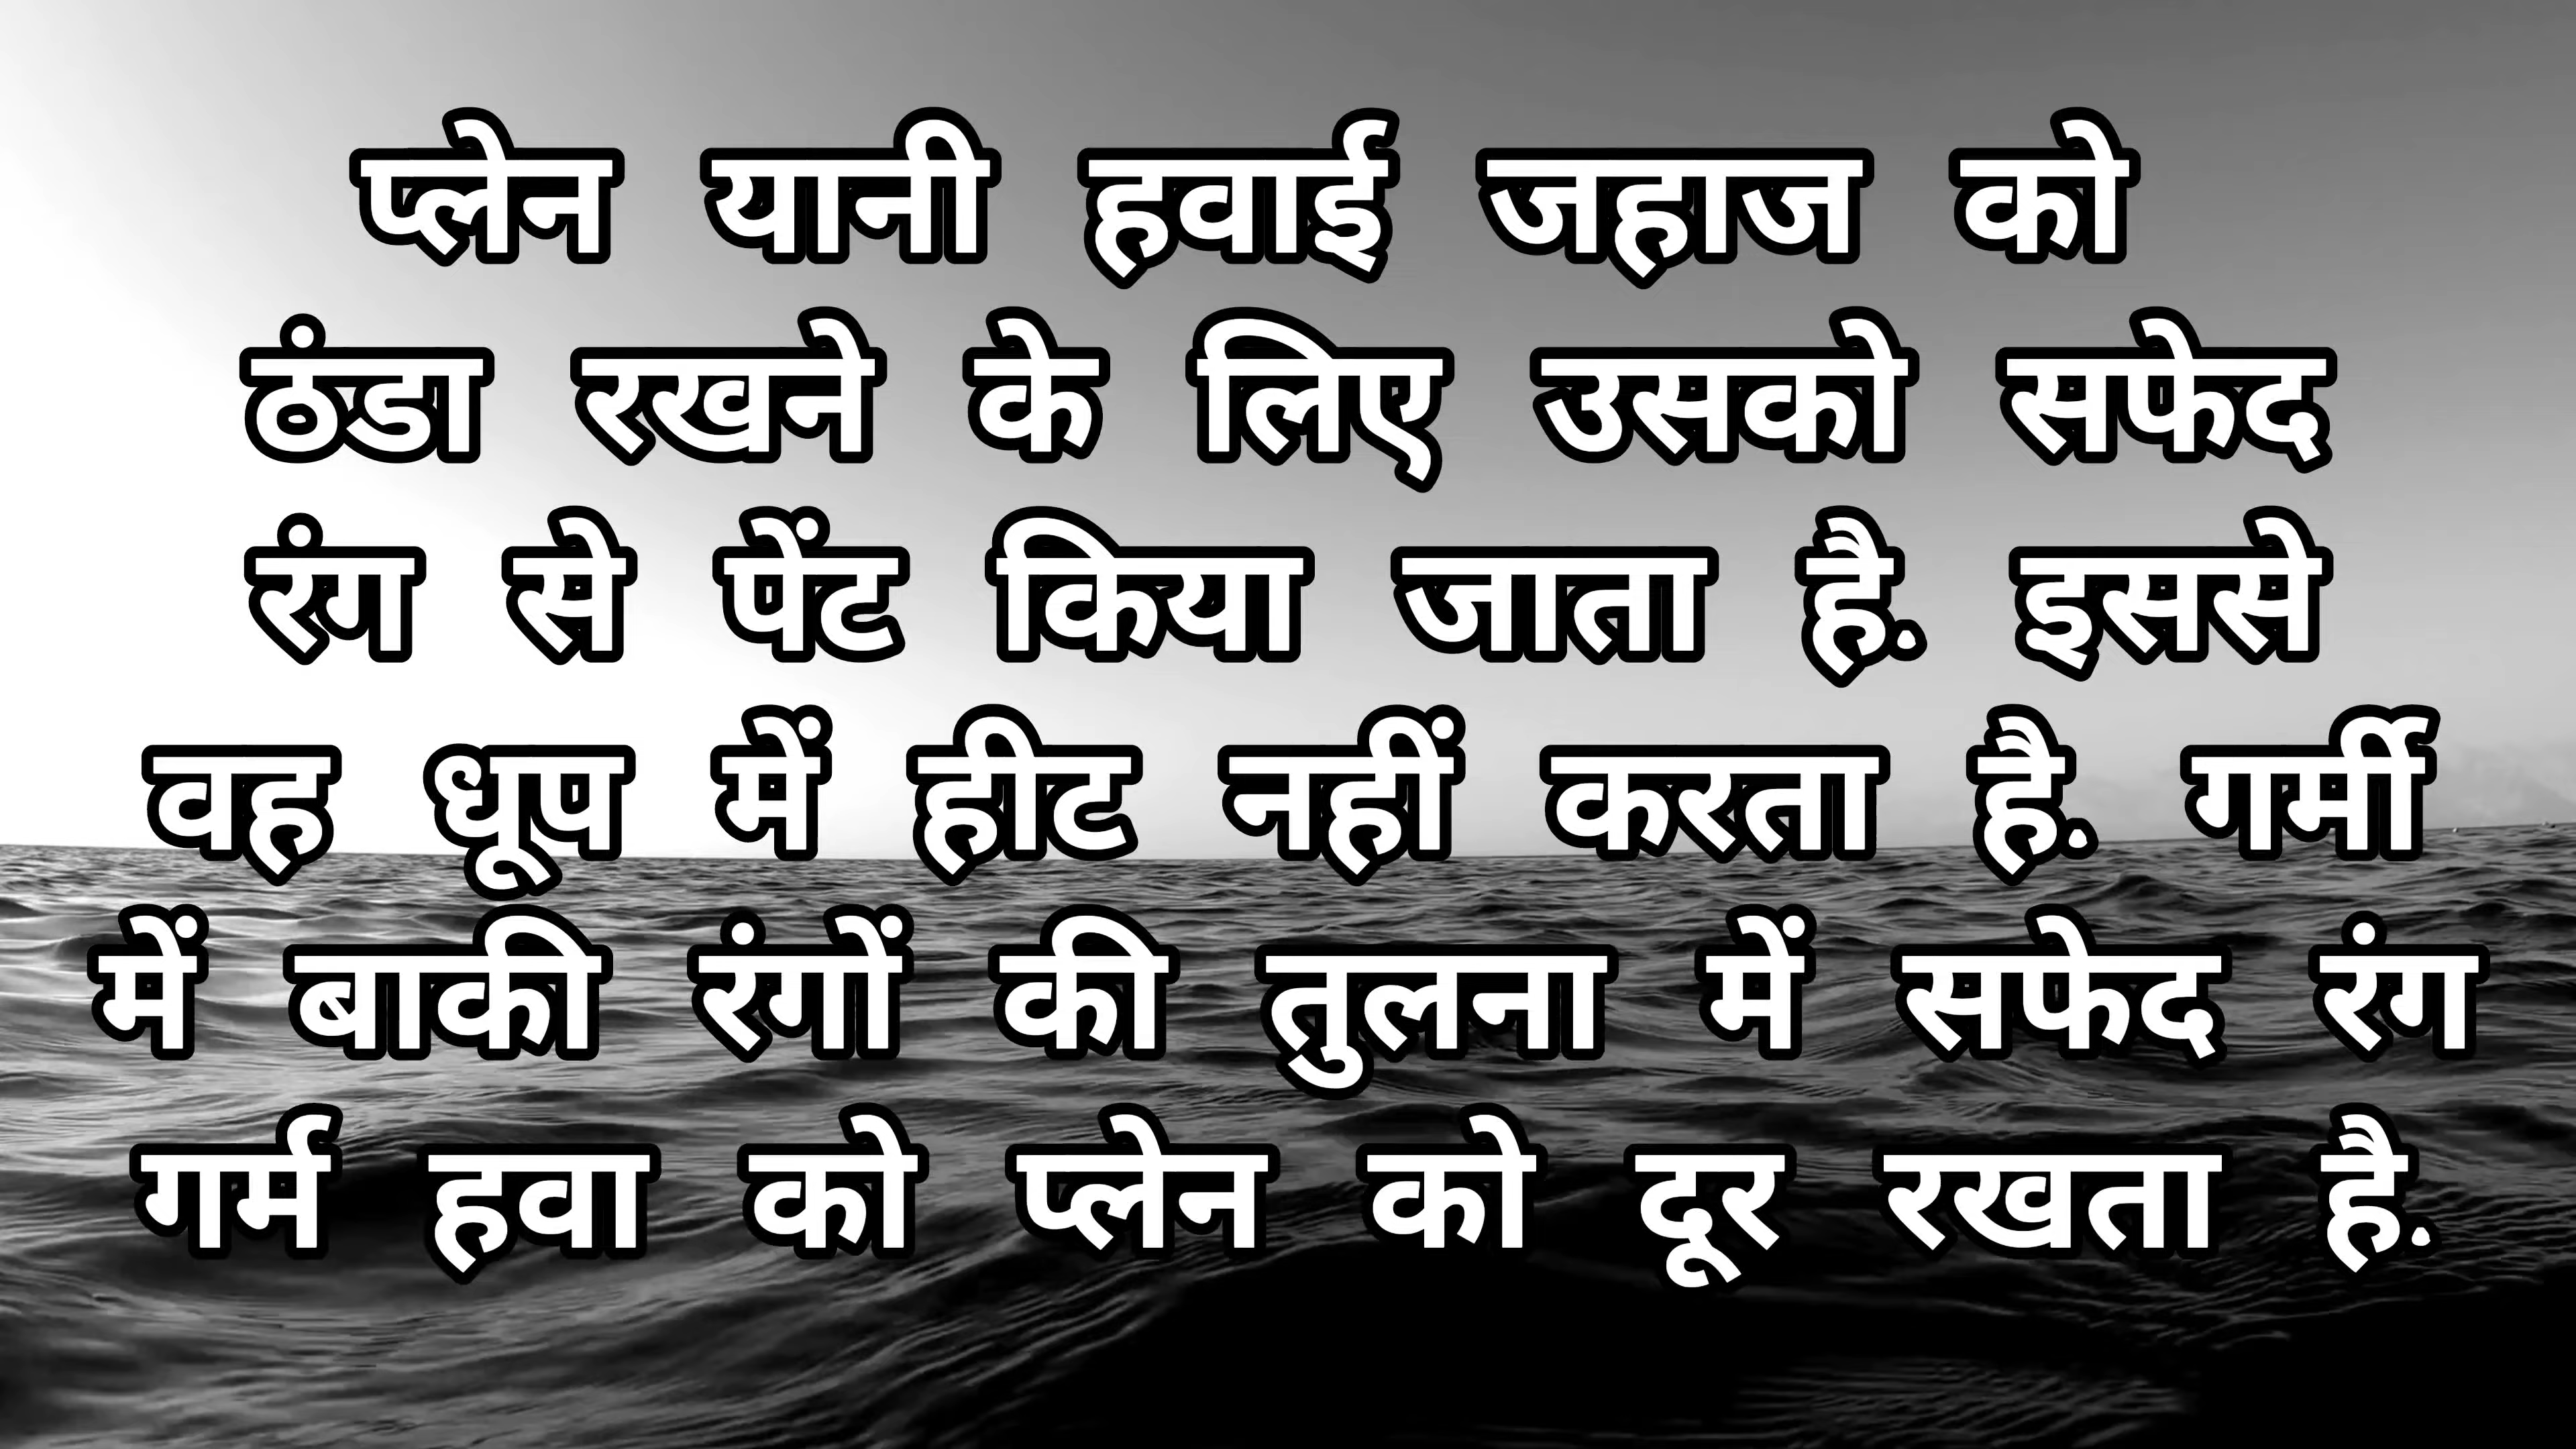 प्लेन यानी हवाई जहाज को
ठंडा रखने के लिए उसको सफेद
रंग से पेंट किया जाता है. इससे
वह धूप में हीट नहीं करता है. गर्मी
में बाकी रंगों की तुलना में सफेद रंग
गर्म हवा को प्लेन को दूर रखता है.